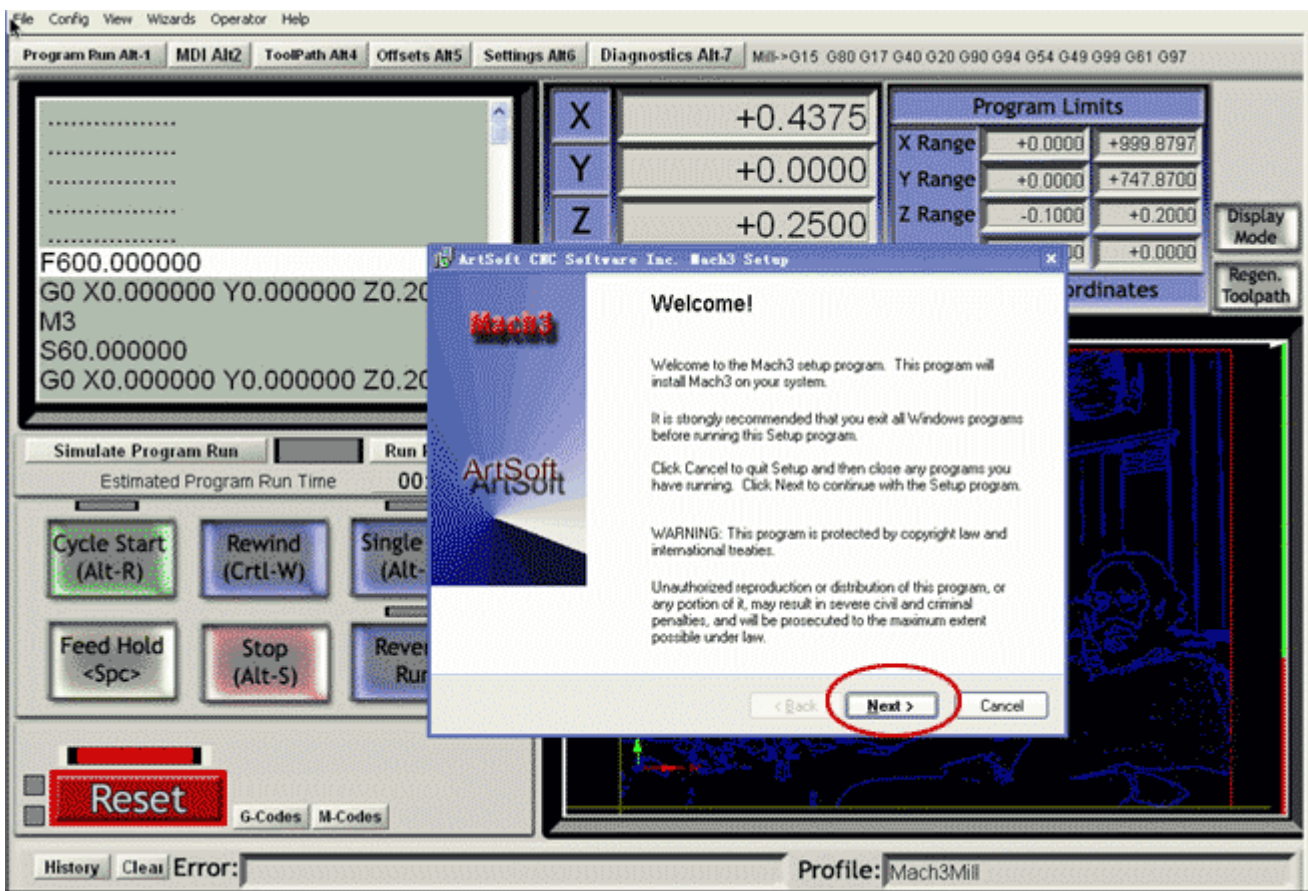 File Config View Wizards Operator Help
Program Run Alt-1 MDI Alt2 ToolPath Alt4 Offsets Alt5 Settings Alt6 Diagnostics Alt-7 Mill->G15 G80 G17 G40 G20 G90 G94 G54 G49 G99 G61 G97
.................
.................
.................
.................
.................
F600.000000
G0 X0.000000 Y0.000000 Z0.20
M3
S60.000000
G0 X0.000000 Y0.000000 Z0.20
X +0.4375
Y +0.0000
Z +0.2500
Program Limits
X Range +0.0000 +999.8797
Y Range +0.0000 +747.8700
Z Range -0.1000 +0.2000
+0.0000
Display
Mode
Regen.
Toolpath
ArtSoft CNC Software Inc. Mach3 Setup
Mach3
ArtSoft
Welcome!
Welcome to the Mach3 setup program. This program will
install Mach3 on your system.
It is strongly recommended that you exit all Windows programs
before running this Setup program.
Click Cancel to quit Setup and then close any programs you
have running. Click Next to continue with the Setup program.
WARNING: This program is protected by copyright law and
international treaties.
Unauthorized reproduction or distribution of this program, or
any portion of it, may result in severe civil and criminal
penalties, and will be prosecuted to the maximum extent
possible under law.
< Back Next > Cancel
Simulate Program Run Run
Estimated Program Run Time 00:
Cycle Start
(Alt-R)
Rewind
(Crtl-W)
Single
(Alt-
Feed Hold
<Spc>
Stop
(Alt-S)
Reset
G-Codes M-Codes
History Clear Error: Profile: Mach3Mill